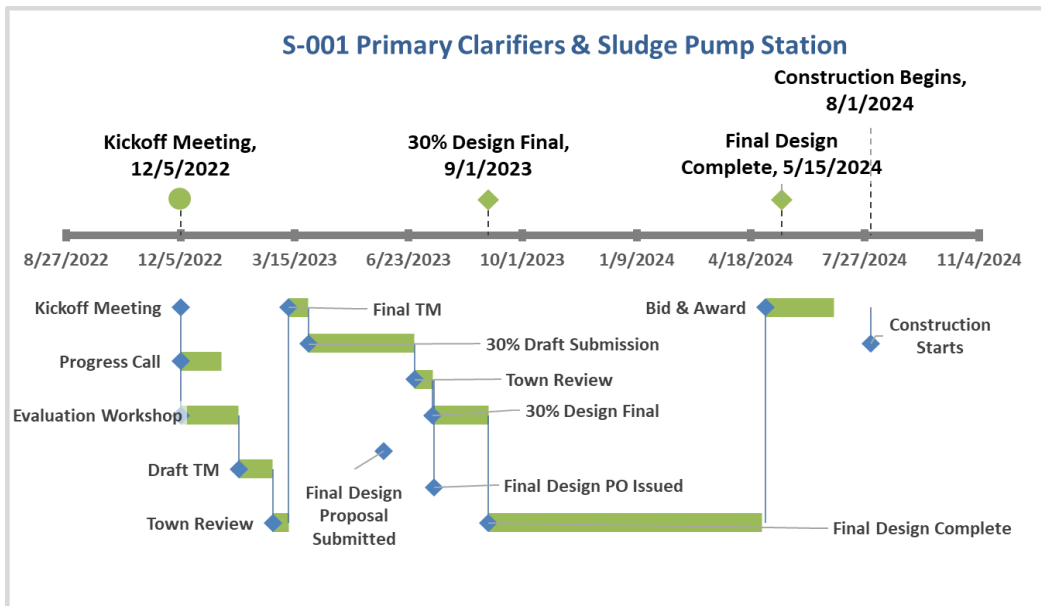 S-001 Primary Clarifiers & Sludge Pump Station
Construction Begins,
8/1/2024
Kickoff Meeting,
12/5/2022
30% Design Final,
9/1/2023
Final Design
Complete, 5/15/2024
8/27/2022
12/5/2022
3/15/2023
6/23/2023
10/1/2023
1/9/2024
4/18/2024
7/27/2024
11/4/2024
Kickoff Meeting
Final TM
Bid & Award
Construction
Starts
30% Draft Submission
Progress Call
Town Review
Evaluation Workshop
30% Design Final
Draft TM
Final Design
Proposal
Submitted
Final Design PO Issued
Town Review
Final Design Complete